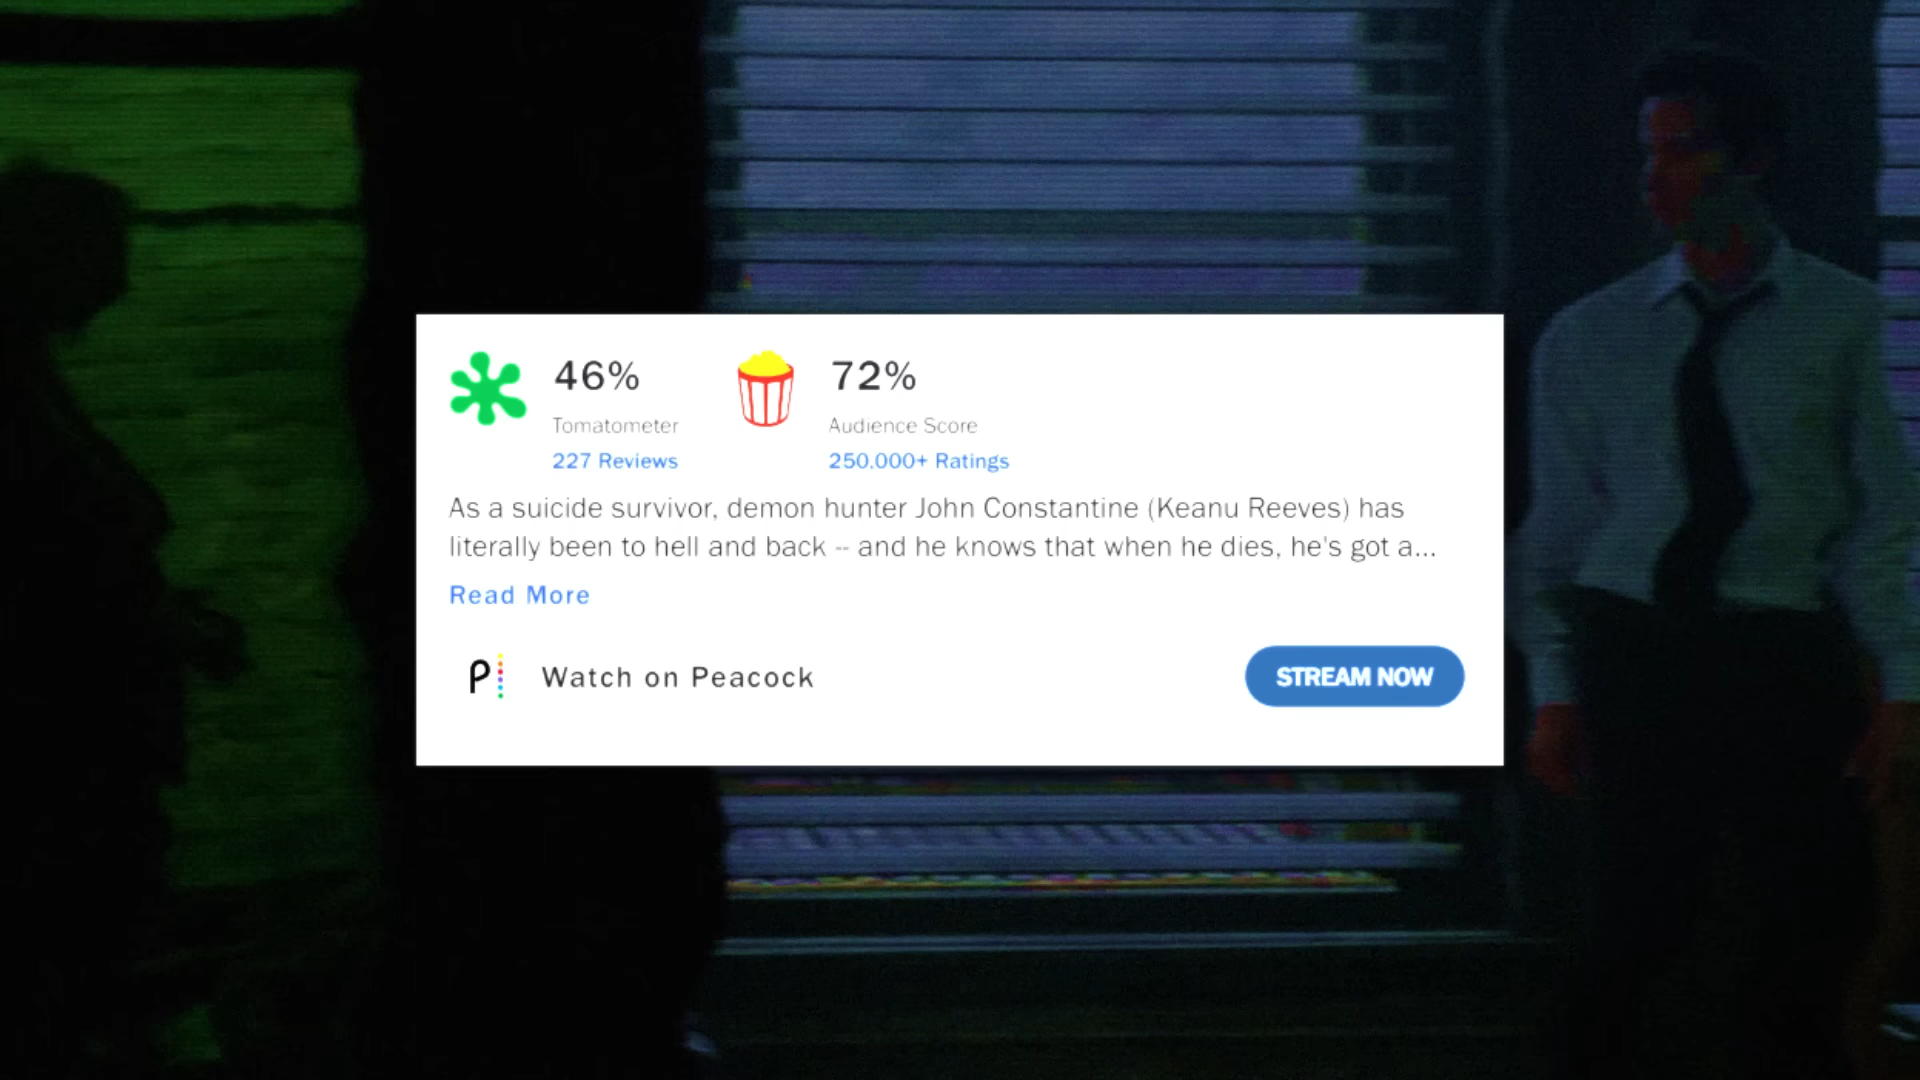 46%
Tomatometer
227 Reviews
72%
Audience Score
250.000+ Ratings
As a suicide survivor, demon hunter John Constantine (Keanu Reeves) has
literally been to hell and back -- and he knows that when he dies, he's got a...
Read More
P Watch on Peacock
STREAM NOW